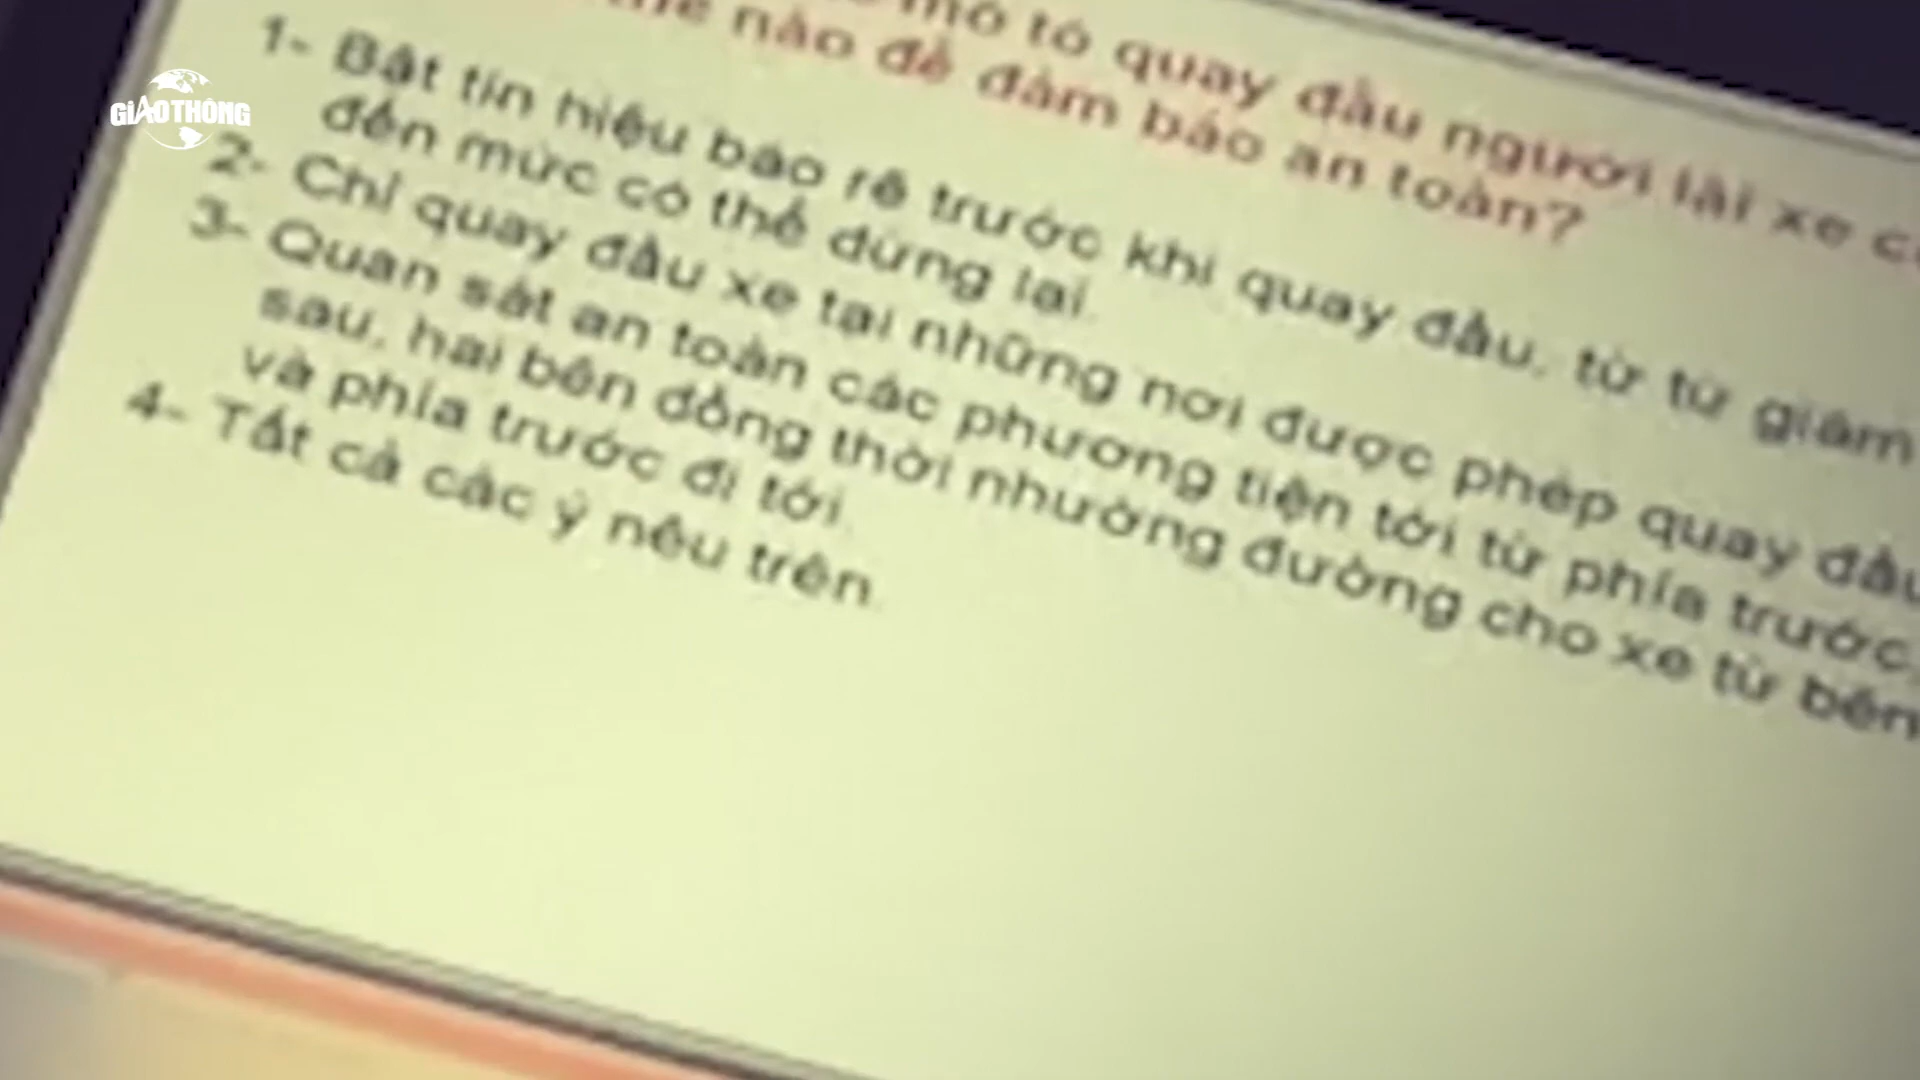 GIAOTHÔNG
mô tô quay đầu người lái xe
thế nào để đảm bảo an toàn?
1- Bật tín hiệu báo rẽ trước khi quay đầu, từ từ giảm
đến mức có thể dừng lại.
2- Chỉ quay đầu xe tại những nơi được phép quay đầu
3- Quan sát an toàn các phương tiện tới từ phía trước,
sau, hai bên đồng thời nhường đường cho xe từ bên
và phía trước đi tới.
4- Tất cả các ý nêu trên.